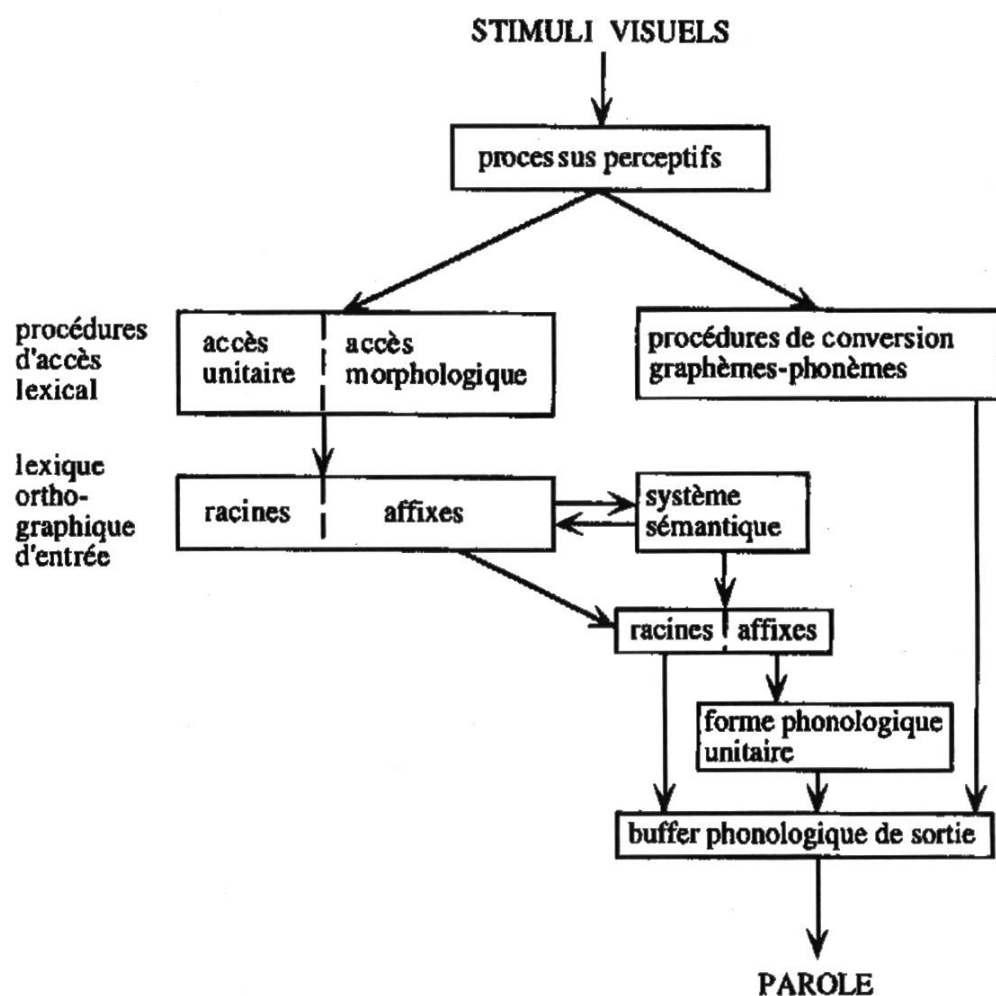 STIMULI VISUELS
processus perceptifs
procédures
d'accès
lexical
accès
unitaire
accès
morphologique
procédures de conversion
graphèmes-phonèmes
lexique
ortho-
graphique
d'entrée
racines
affixes
système
sémantique
racines
affixes
forme phonologique
unitaire
buffer phonologique de sortie
PAROLE